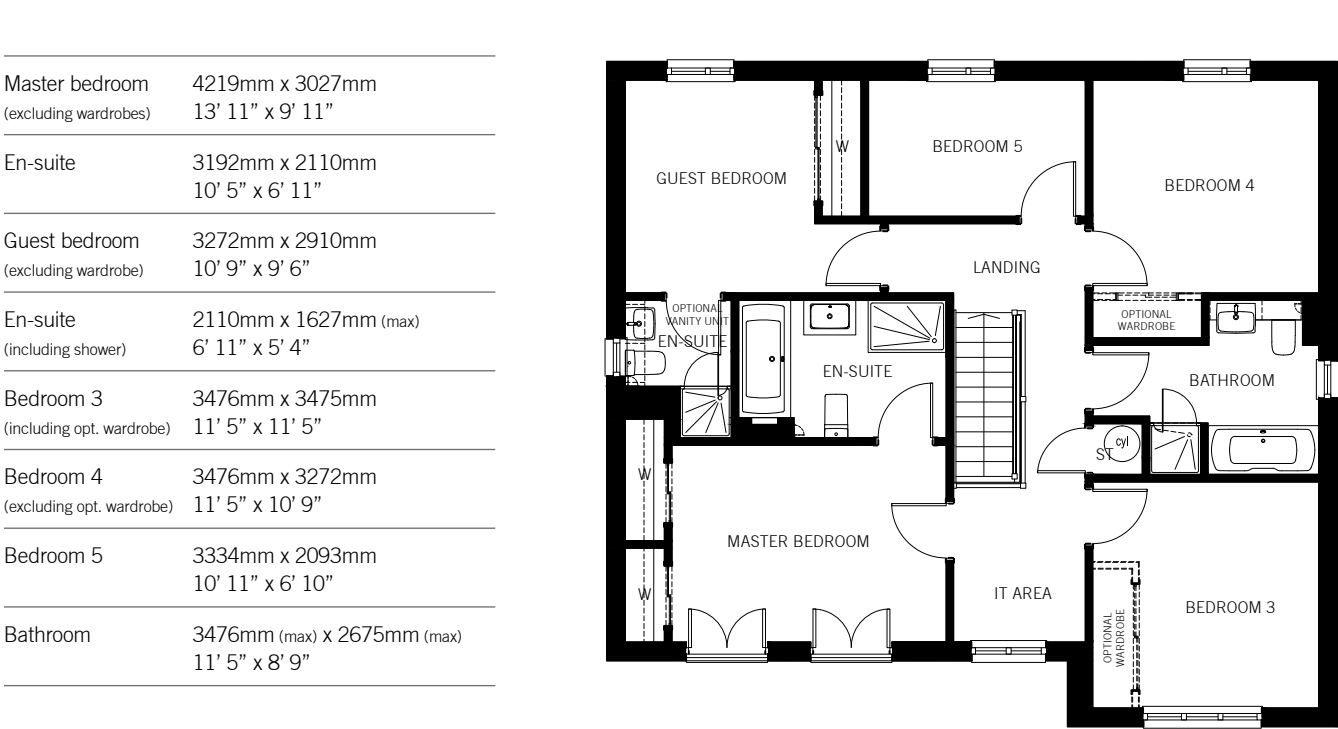 Master bedroom 4219mm x 3027mm
(excluding wardrobes) 13’ 11” x 9’ 11”
En-suite 3192mm x 2110mm
10’ 5” x 6’ 11”
Guest bedroom 3272mm x 2910mm
(excluding wardrobe) 10’ 9” x 9’ 6”
En-suite 2110mm x 1627mm (max)
(including shower) 6’ 11” x 5’ 4”
Bedroom 3 3476mm x 3475mm
(including opt. wardrobe) 11’ 5” x 11’ 5”
Bedroom 4 3476mm x 3272mm
(excluding opt. wardrobe) 11’ 5” x 10’ 9”
Bedroom 5 3334mm x 2093mm
10’ 11” x 6’ 10”
Bathroom 3476mm (max) x 2675mm (max)
11’ 5” x 8’ 9”
GUEST BEDROOM
W
BEDROOM 5
BEDROOM 4
LANDING
OPTIONAL
VANITY UNIT
EN-SUITE
EN-SUITE
OPTIONAL
WARDROBE
BATHROOM
cyl
ST
W
W
MASTER BEDROOM
IT AREA
OPTIONAL
WARDROBE
BEDROOM 3